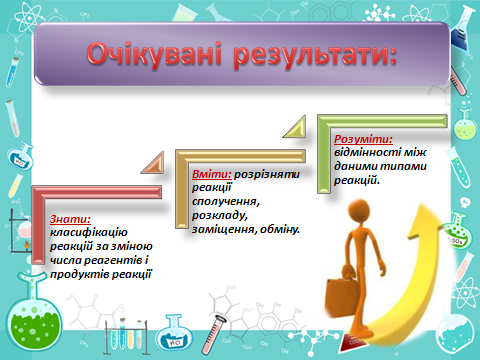 Очікувані результати:
Знати:
класифікацію
реакцій за зміною
числа реагентів і
продуктів реакції
Вміти: розрізняти
реакції
сполучення,
розкладу,
заміщення, обміну.
Розуміти:
відмінності між
даними типами
реакцій.
HCl